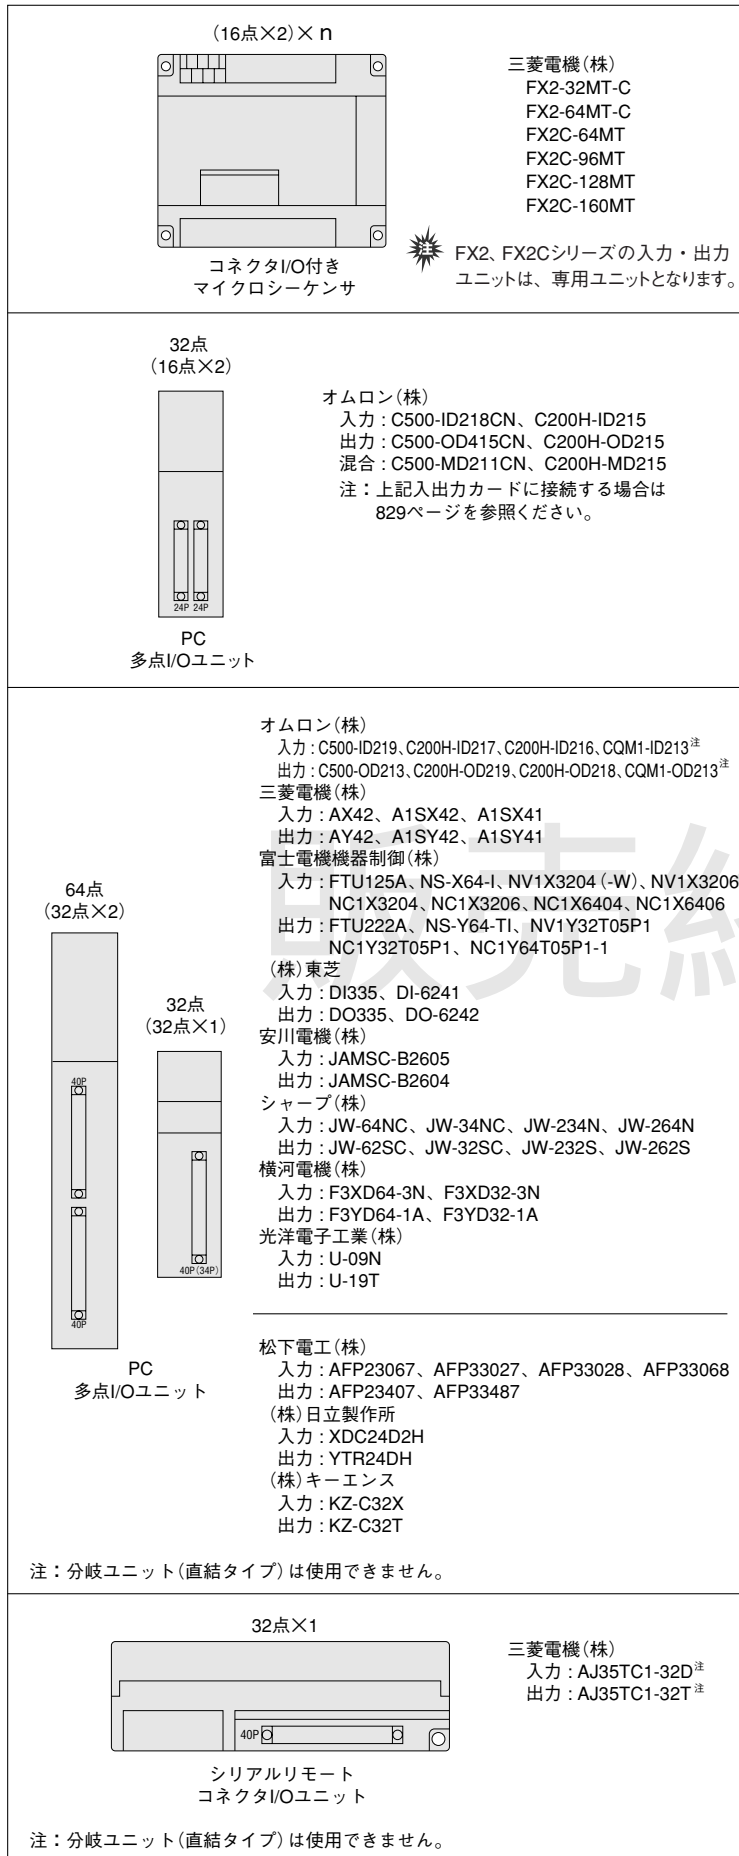 (16点×2)×n
三菱電機(株)
FX2-32MT-C
FX2-64MT-C
FX2C-64MT
FX2C-96MT
FX2C-128MT
FX2C-160MT
コネクタI/O付き
マイクロシーケンサ
注 FX2、FX2Cシリーズの入力・出力
ユニットは、専用ユニットとなります。
32点
(16点×2)
24P 24P
PC
多点I/Oユニット
オムロン(株)
入力:C500-ID218CN、C200H-ID215
出力:C500-OD415CN、C200H-OD215
混合:C500-MD211CN、C200H-MD215
注:上記入出力カードに接続する場合は
829ページを参照ください。
64点
(32点×2)
40P
40P
32点
(32点×1)
40P(34P)
PC
多点I/Oユニット
オムロン(株)
入力:C500-ID219、C200H-ID217、C200H-ID216、CQM1-ID213注
出力:C500-OD213、C200H-OD219、C200H-OD218、CQM1-OD213注
三菱電機(株)
入力:AX42、A1SX42、A1SX41
出力:AY42、A1SY42、A1SY41
富士電機機器制御(株)
入力:FTU125A、NS-X64-I、NV1X3204(-W)、NV1X3206
NC1X3204、NC1X3206、NC1X6404、NC1X6406
出力:FTU222A、NS-Y64-TI、NV1Y32T05P1
NC1Y32T05P1、NC1Y64T05P1-1
(株)東芝
入力:DI335、DI-6241
出力:DO335、DO-6242
安川電機(株)
入力:JAMSC-B2605
出力:JAMSC-B2604
シャープ(株)
入力:JW-64NC、JW-34NC、JW-234N、JW-264N
出力:JW-62SC、JW-32SC、JW-232S、JW-262S
横河電機(株)
入力:F3XD64-3N、F3XD32-3N
出力:F3YD64-1A、F3YD32-1A
光洋電子工業(株)
入力:U-09N
出力:U-19T
松下電工(株)
入力:AFP23067、AFP33027、AFP33028、AFP33068
出力:AFP23407、AFP33487
(株)日立製作所
入力:XDC24D2H
出力:YTR24DH
(株)キーエンス
入力:KZ-C32X
出力:KZ-C32T
注:分岐ユニット(直結タイプ)は使用できません。
販売終
32点×1
40P
シリアルリモート
コネクタI/Oユニット
三菱電機(株)
入力:AJ35TC1-32D注
出力:AJ35TC1-32T注
注:分岐ユニット(直結タイプ)は使用できません。